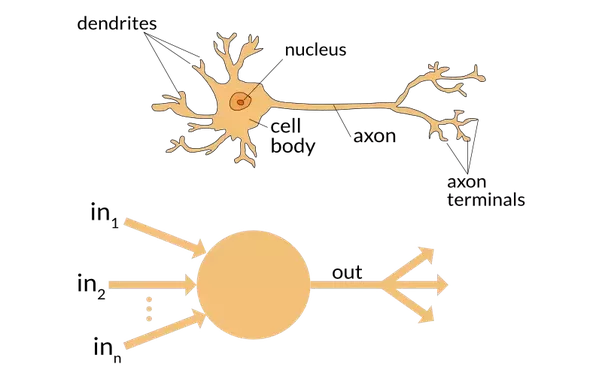 dendrites
nucleus
cell
body
axon
axon
terminals
in1
in2
inn
out